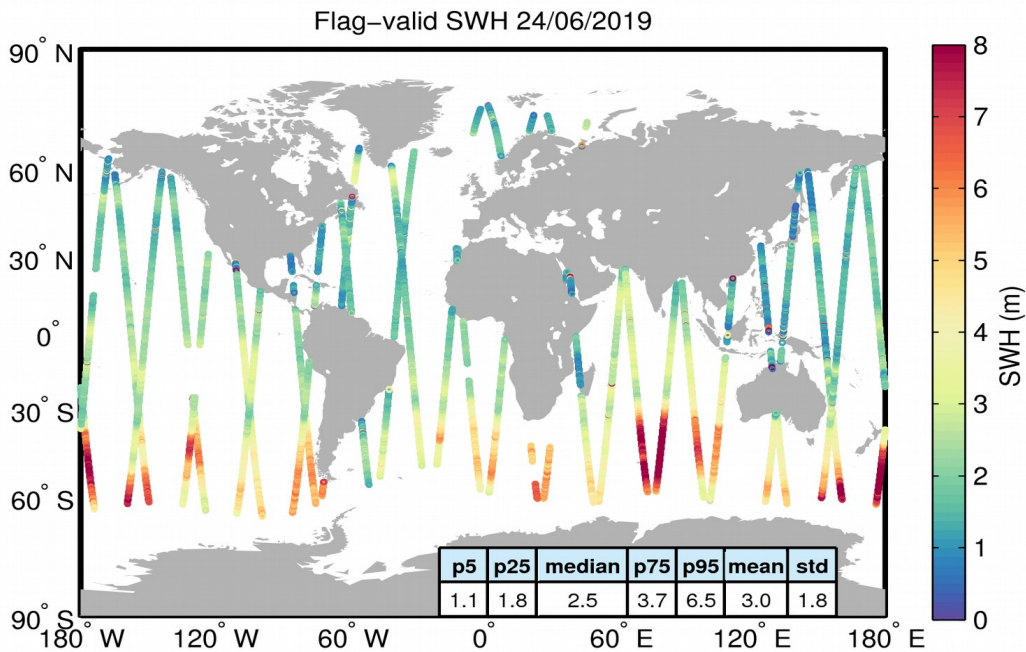 Flag−valid SWH 24/06/2019
90° N
60° N
30° N
0°
30° S
60° S
90° S
180° W
120° W
60° W
0°
60° E
120° E
180° E
8
7
6
5
4
3
2
1
0
SWH (m)
p5 p25 median p75 p95 mean std
1.1 1.8 2.5 3.7 6.5 3.0 1.8